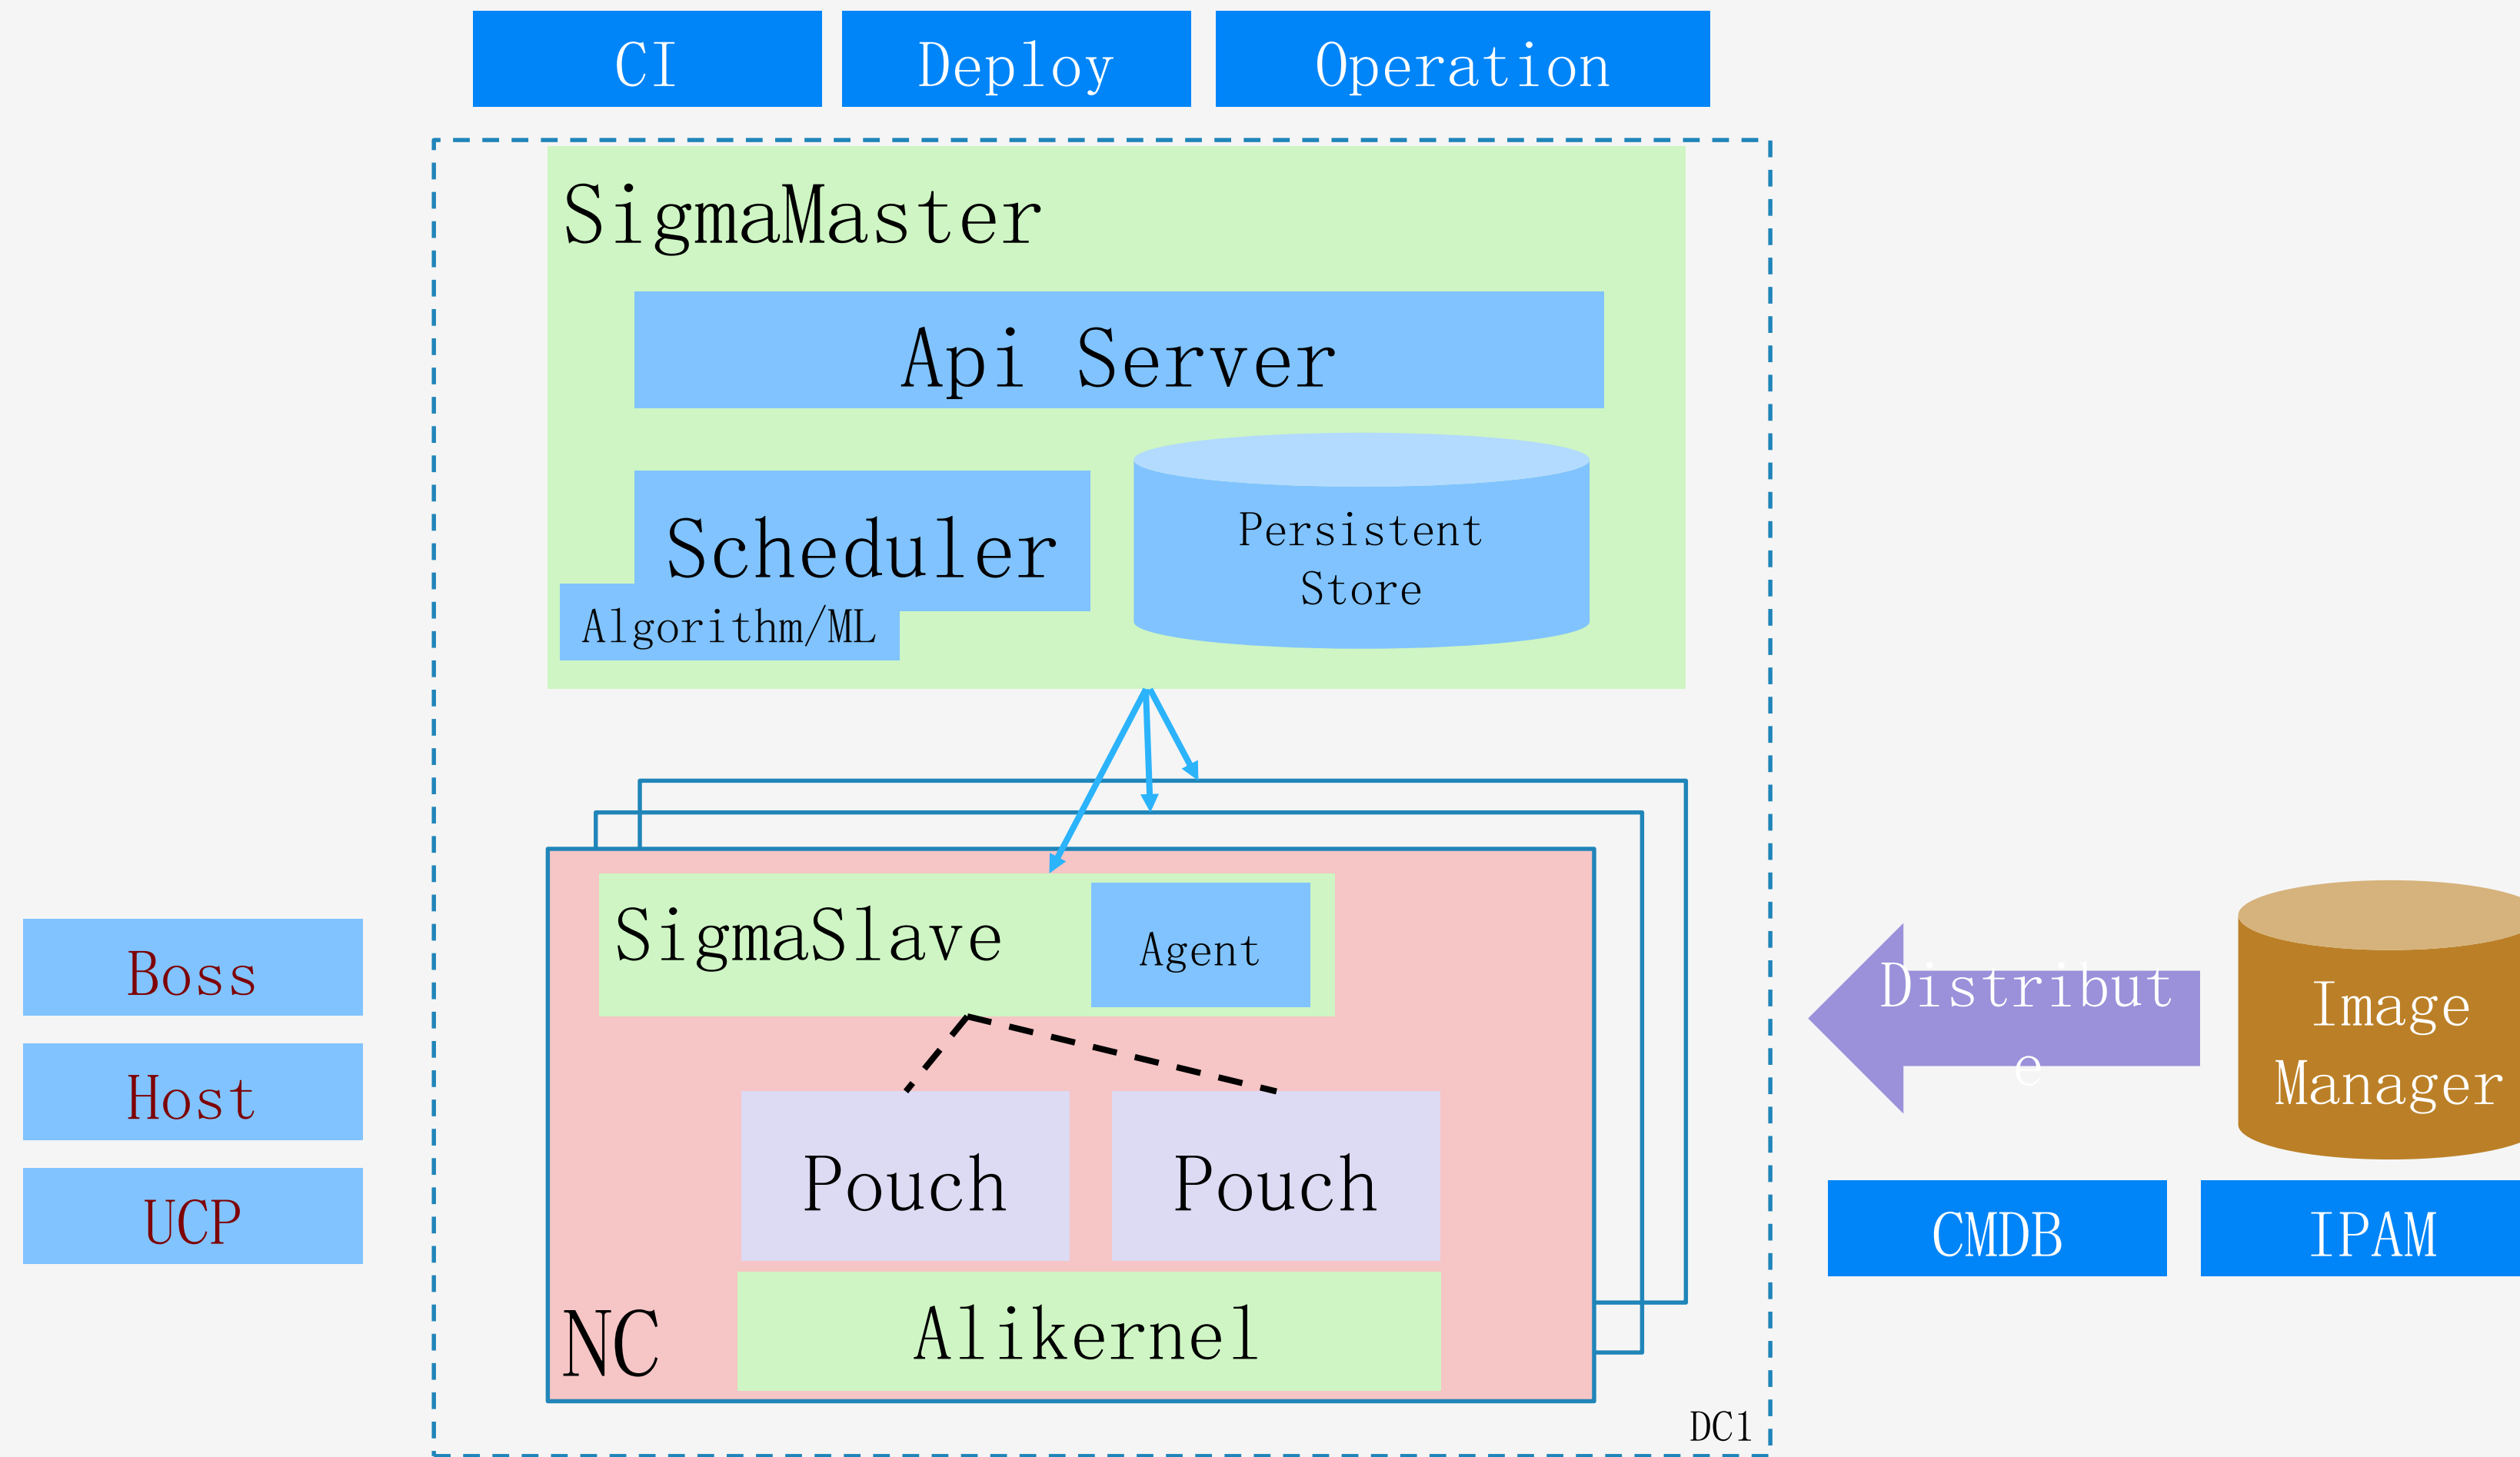 CI
Deploy
Operation
SigmaMaster
Api Server
Scheduler
Algorithm/ML
Persistent
Store
SigmaSlave
Agent
Pouch
Pouch
Alikernel
NC
DC1
Boss
Host
UCP
Distribut
e
Image
Manager
CMDB
IPAM